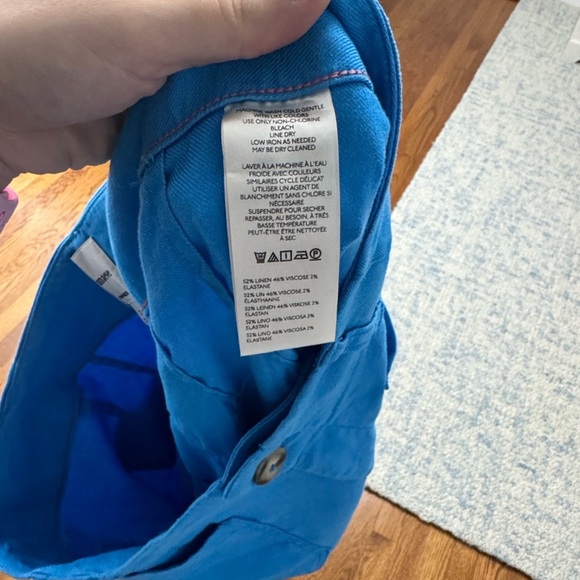 MACHINE WASH COLD GENTLE
WITH LIKE COLORS
USE ONLY NON-CHLORINE
BLEACH
LINE DRY
LOW IRON AS NEEDED
MAY BE DRY CLEANED
LAVER À LA MACHINE À L'EAU
FROIDE AVEC COULEURS
SIMILAIRES CYCLE DÉLICAT
UTILISER UN AGENT DE
BLANCHIMENT SANS CHLORE SI
NÉCESSAIRE
SUSPENDRE POUR SECHER
REPASSER, AU BESOIN, À TRÈS
BASSE TEMPÉRATURE
PEUT-ÊTRE ÊTRE NETTOYÉE
À SEC
52% LINEN 46% VISCOSE 2%
ELASTANE
52% LIN 46% VISCOSE 2%
ÉLASTHANNE
52% LEINEN 46% VISKOSE 2%
ELASTAN
52% LINO 46% VISCOSA 2%
ELASTAN
52% LINO 46% VISCOSA 2%
ELASTANE